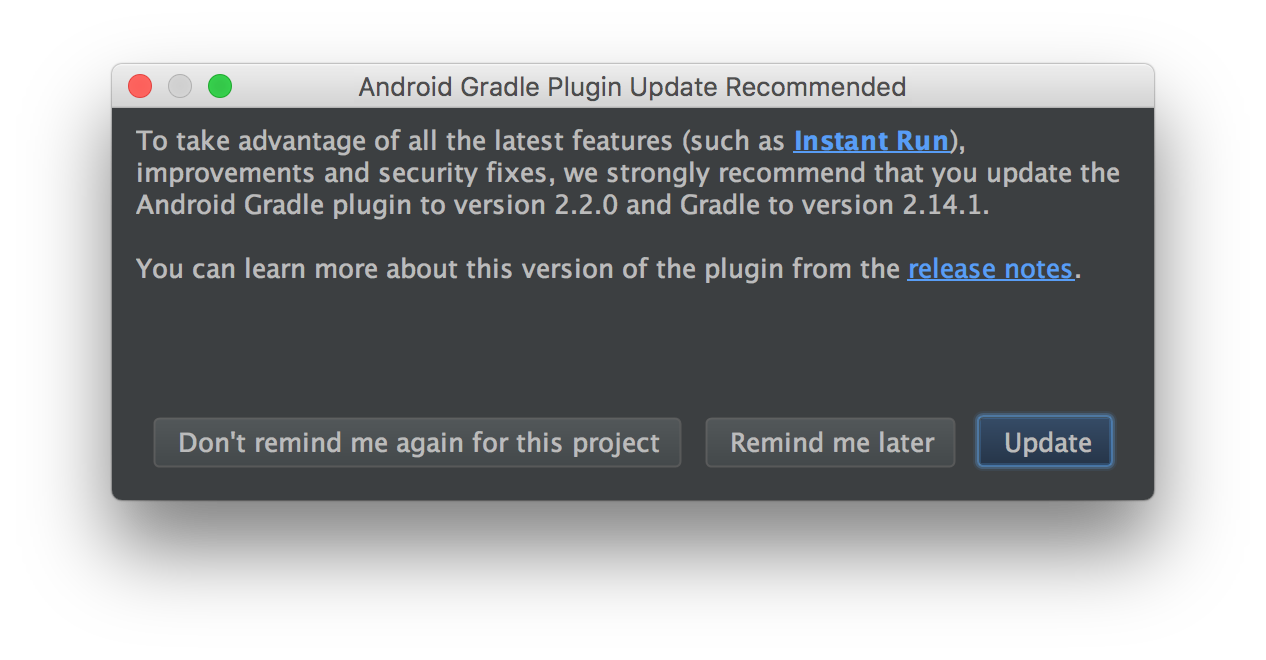 Android Gradle Plugin Update Recommended
To take advantage of all the latest features (such as Instant Run),
improvements and security fixes, we strongly recommend that you update the
Android Gradle plugin to version 2.2.0 and Gradle to version 2.14.1.
You can learn more about this version of the plugin from the release notes.
Don't remind me again for this project
Remind me later
Update